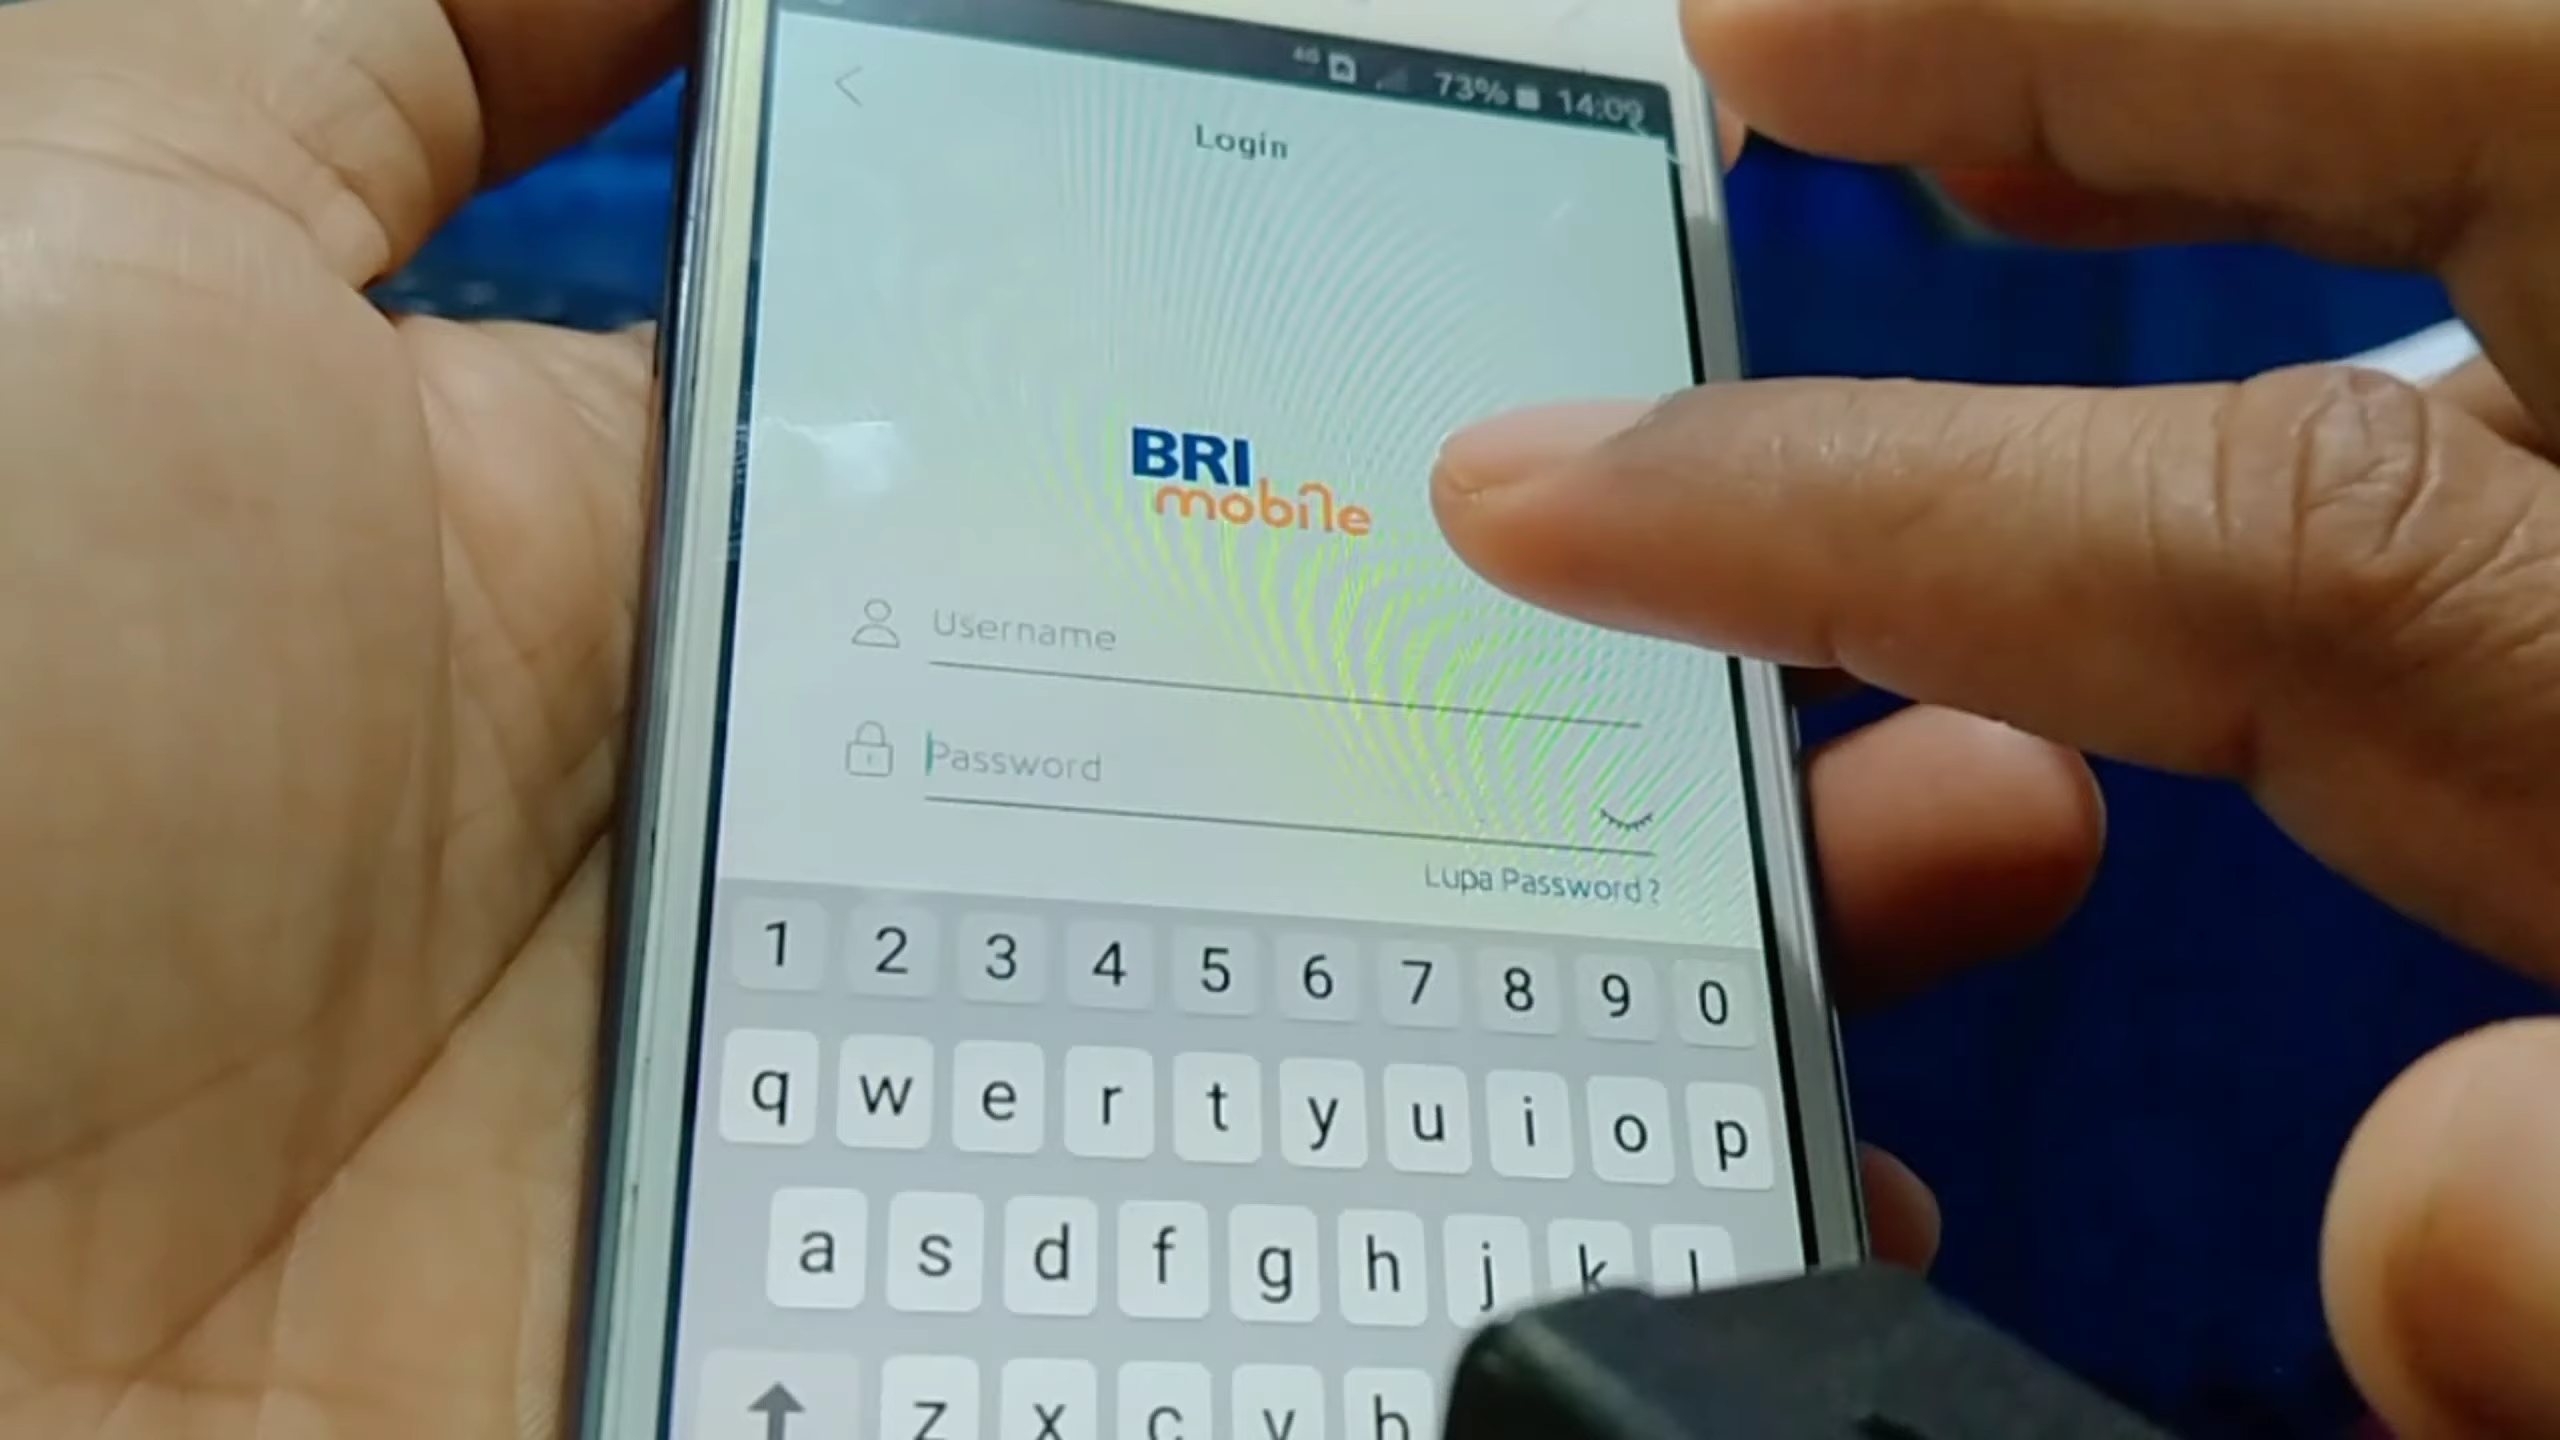 4G 73% 14:09
Login
BRI
mobile
Username
Password
Lupa Password ?
1 2 3 4 5 6 7 8 9 0
q w e r t y u i o p
a s d f g h j k l
z x c v b